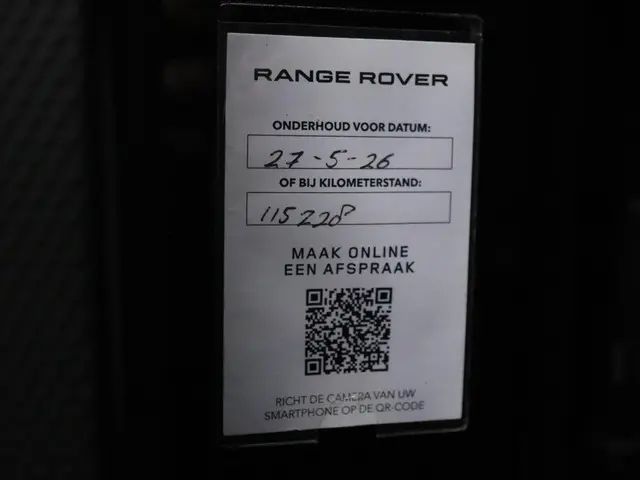 RANGE ROVER
ONDERHOUD VOOR DATUM:
27-5-26
OF BIJ KILOMETERSTAND:
115228
MAAK ONLINE
EEN AFSPRAAK
RICHT DE CAMERA VAN UW
SMARTPHONE OP DE QR-CODE